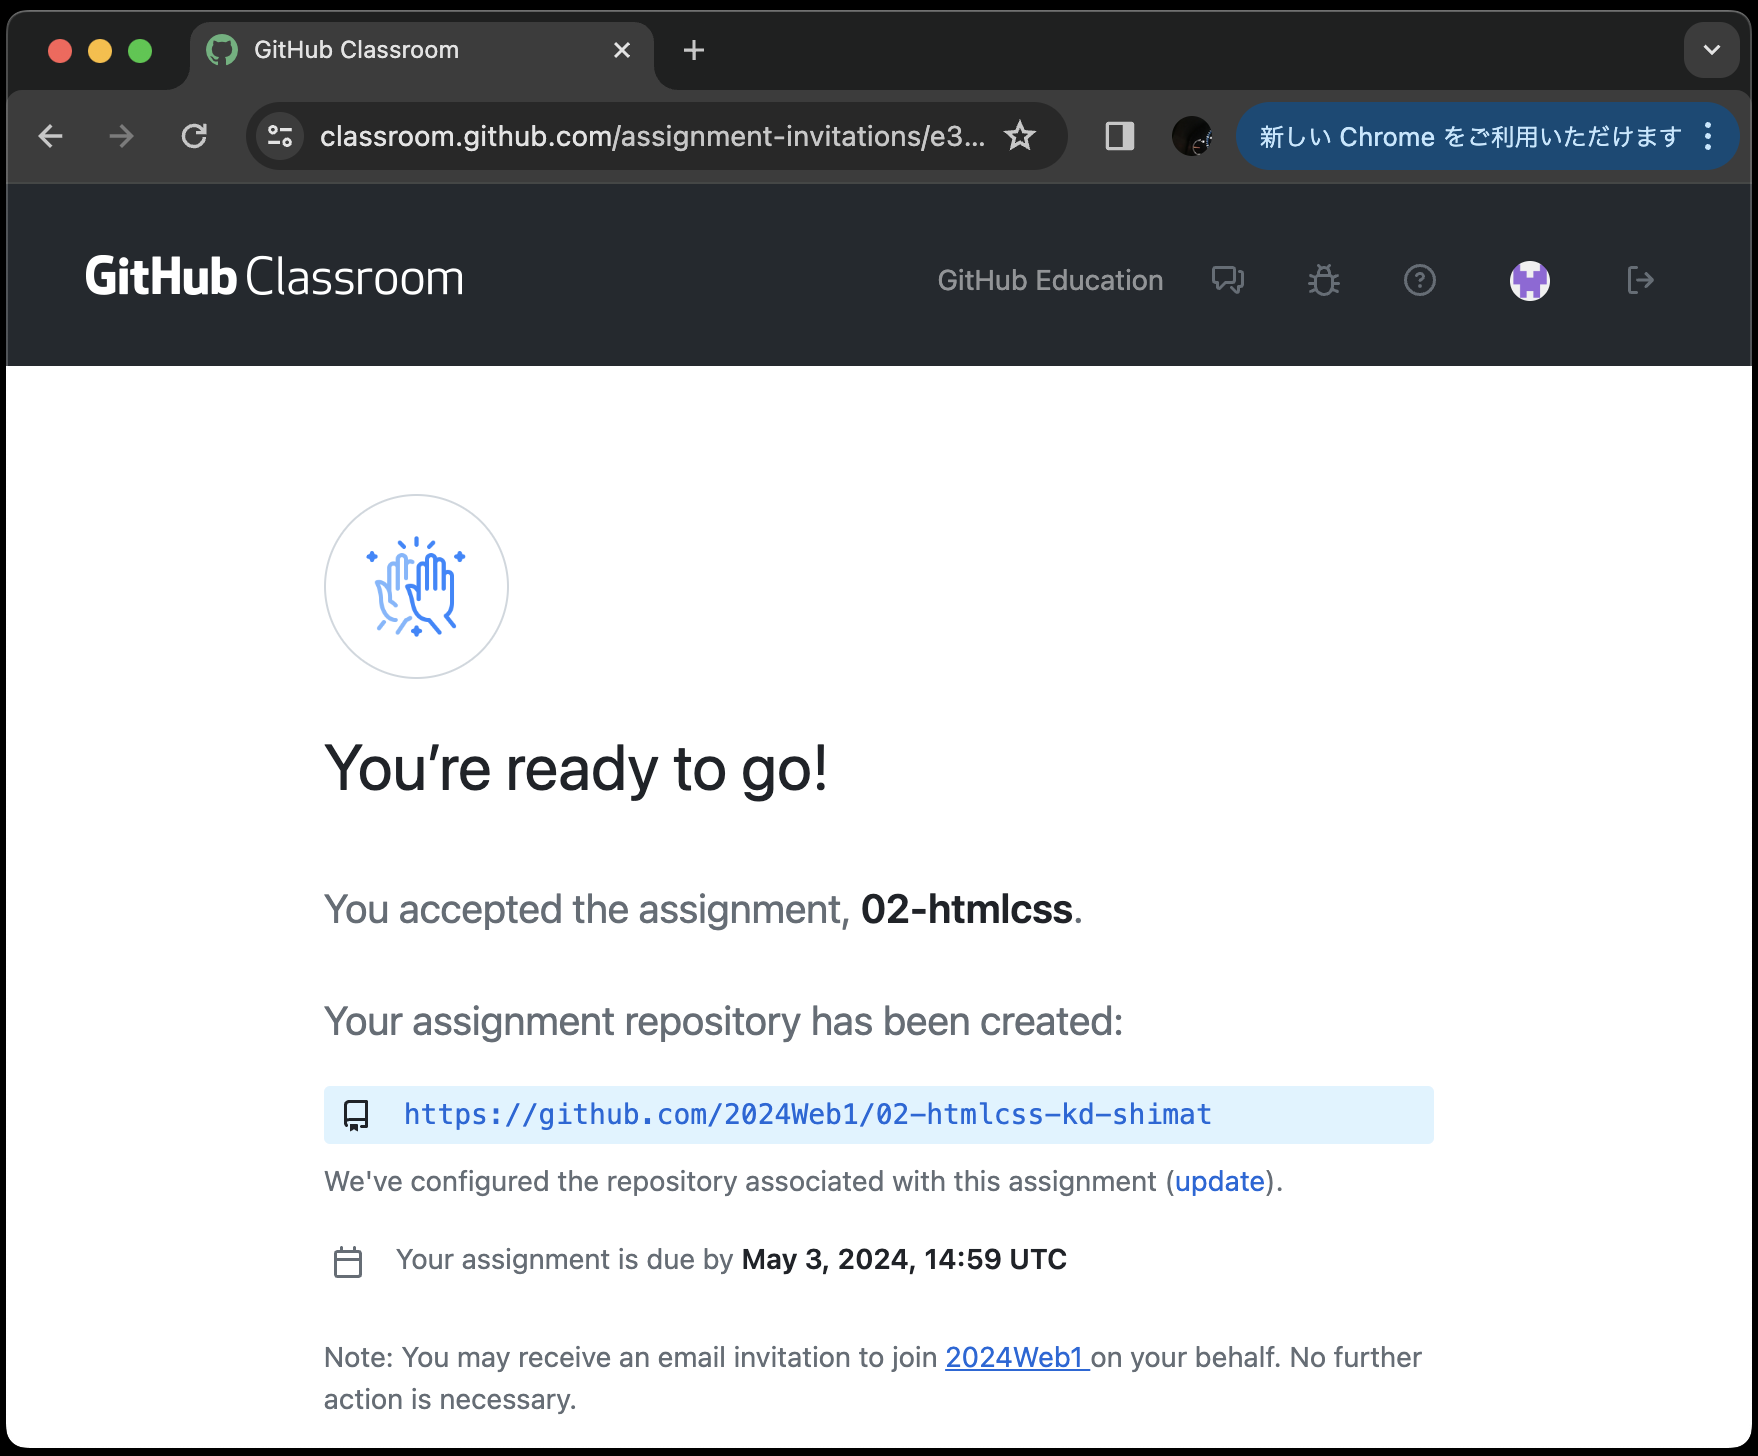 GitHub Classroom
classroom.github.com/assignment-invitations/e3...
新しい Chrome をご利用いただけます
GitHub Classroom
GitHub Education
You’re ready to go!
You accepted the assignment, 02-htmlcss.
Your assignment repository has been created:
https://github.com/2024Web1/02-htmlcss-kd-shimat
We've configured the repository associated with this assignment (update).
Your assignment is due by May 3, 2024, 14:59 UTC
Note: You may receive an email invitation to join 2024Web1 on your behalf. No further
action is necessary.